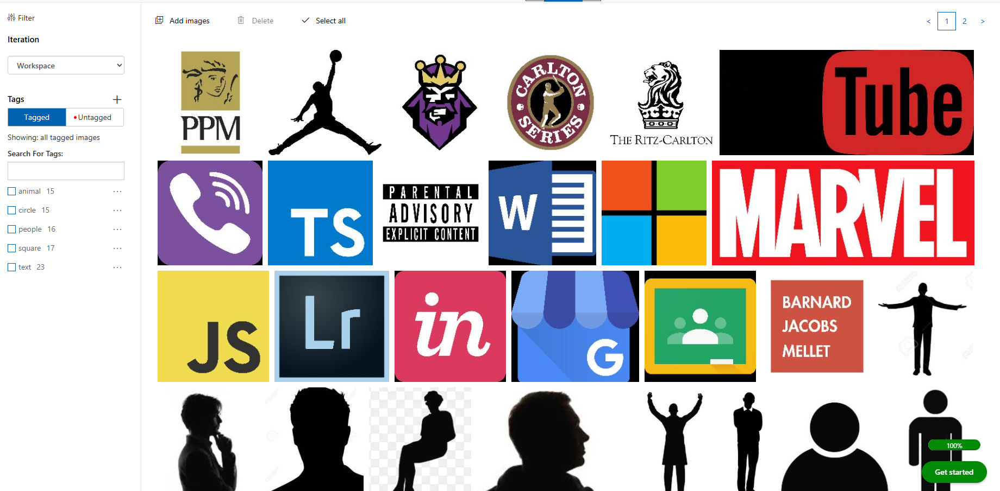 Filter
Iteration
Workspace
Tags
Tagged
Untagged
Showing: all tagged images
Search For Tags:
animal 15
circle 15
people 16
square 17
text 23
Add images
Delete
Select all
< 1 2 >
PPM
CARLTON
SERIES
THE RITZ-CARLTON
Tube
TS
PARENTAL
ADVISORY
EXPLICIT CONTENT
W
MARVEL
JS
Lr
in
G
BARNARD
JACOBS
MELLET
100%
Get started